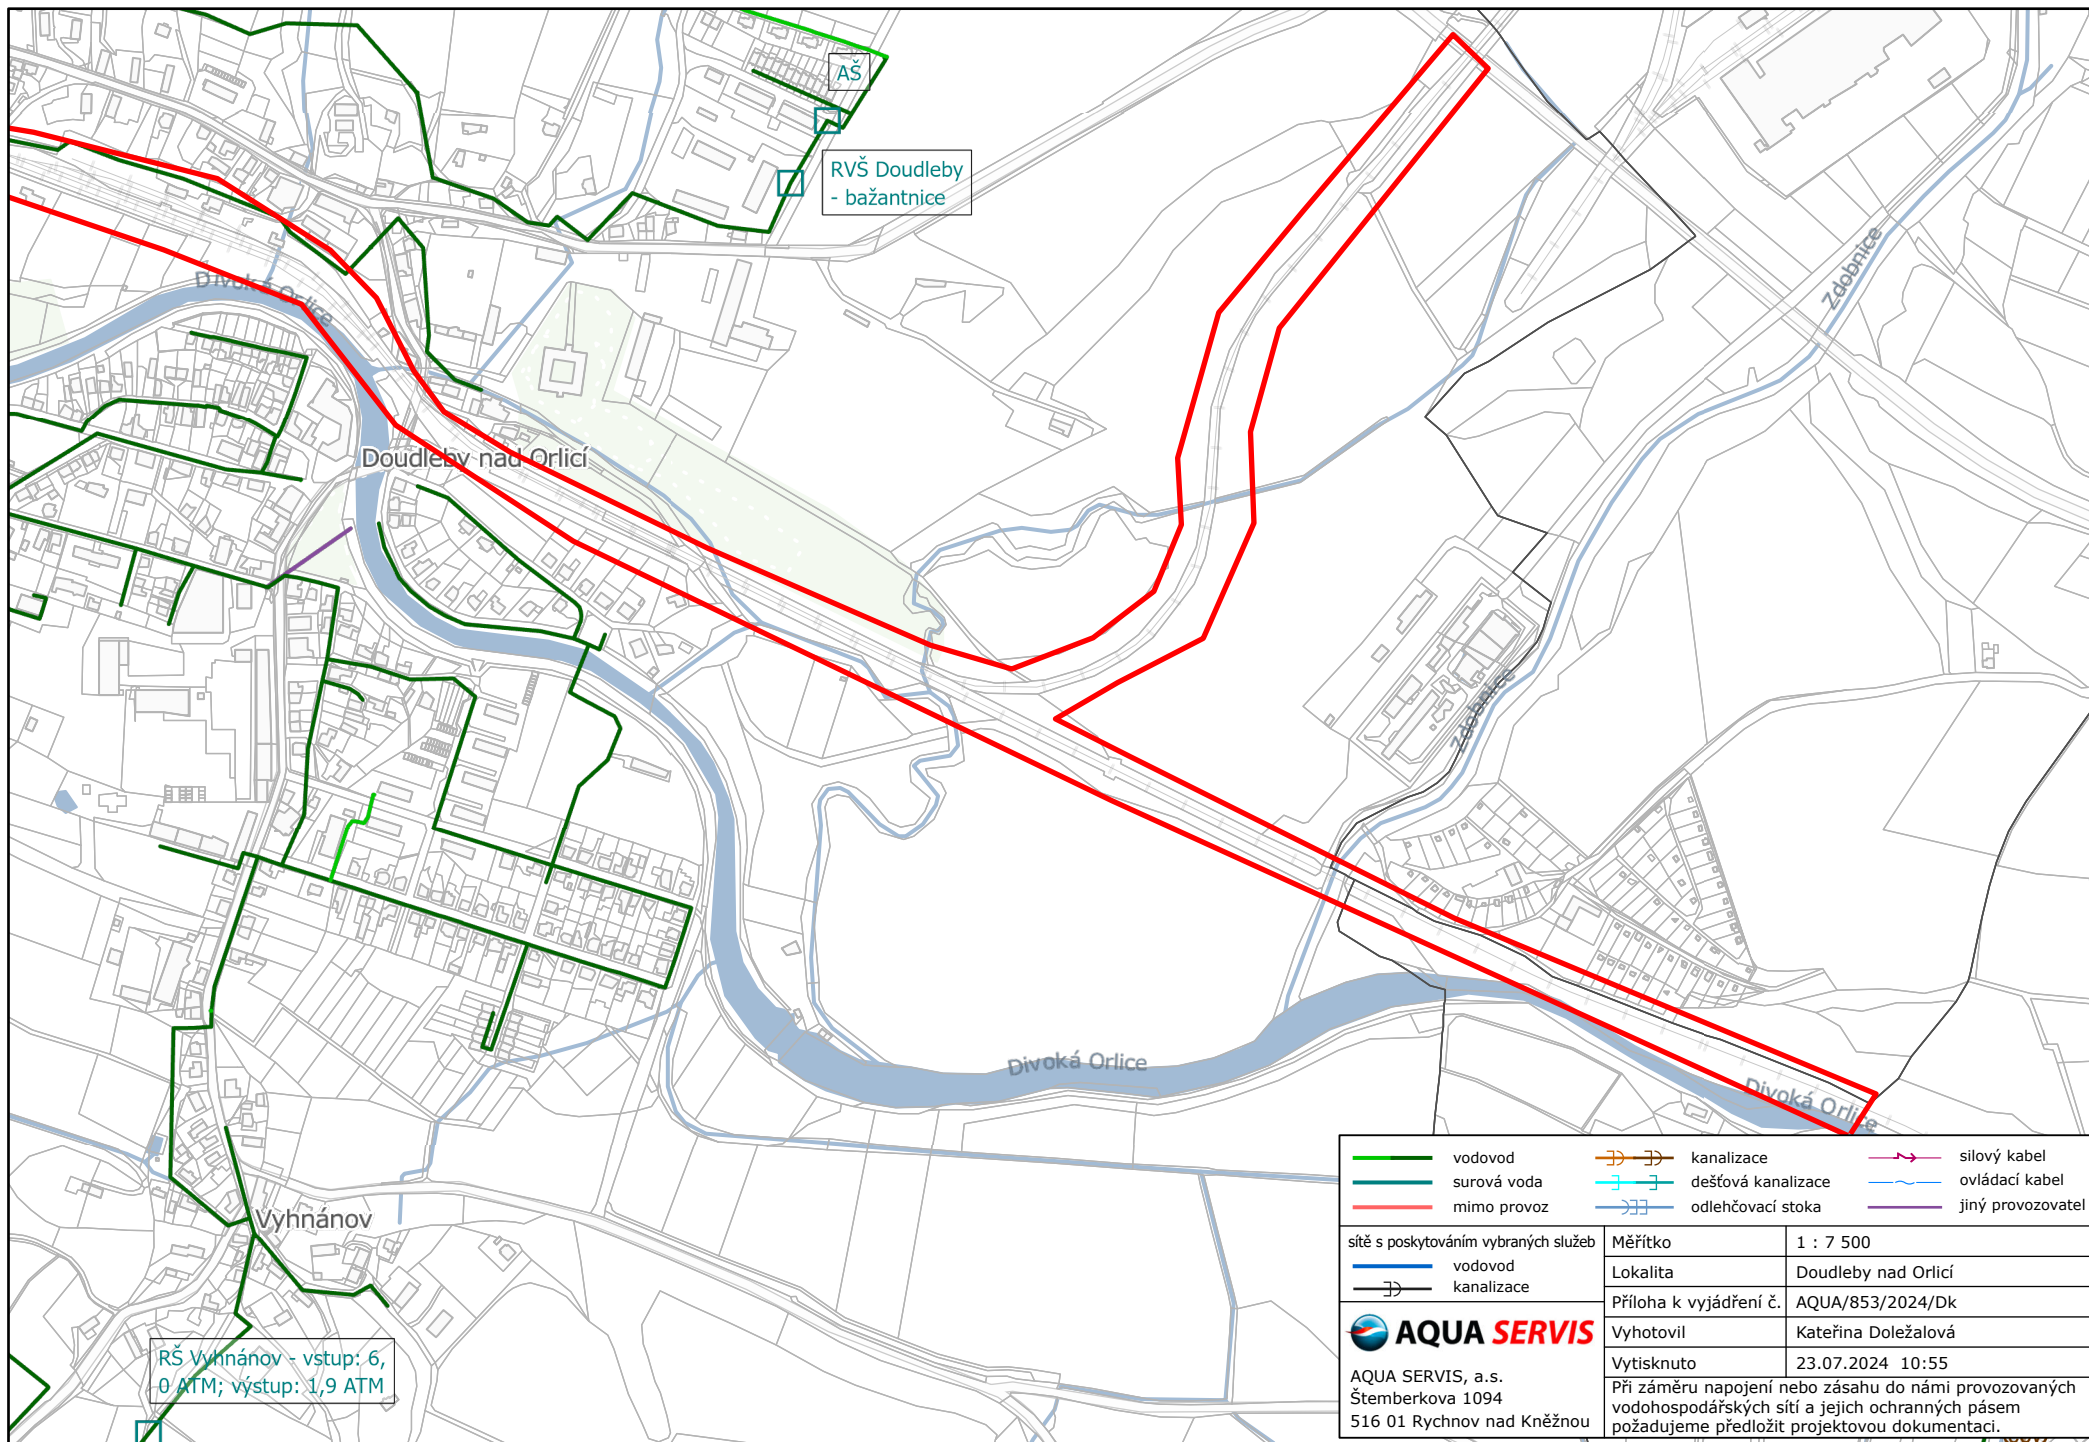 AŠ
RVŠ Doudleby
- bažantnice
Divoká Orlice
Zdobnice
Doudleby nad Orlicí
Zdobnice
Divoká Orlice
Divoká Orlice
Vyhnánov
RŠ Vyhnánov - vstup: 6,
0 ATM; výstup: 1,9 ATM
vodovod
surová voda
mimo provoz
kanalizace
dešťová kanalizace
odlehčovací stoka
silový kabel
ovládací kabel
jiný provozovatel
sítě s poskytováním vybraných služeb
vodovod
kanalizace
AQUA SERVIS
AQUA SERVIS, a.s.
Štemberkova 1094
516 01 Rychnov nad Kněžnou
Měřítko 1 : 7 500
Lokalita Doudleby nad Orlicí
Příloha k vyjádření č. AQUA/853/2024/Dk
Vyhotovil Kateřina Doležalová
Vytisknuto 23.07.2024 10:55
Při záměru napojení nebo zásahu do námi provozovaných
vodohospodářských sítí a jejich ochranných pásem
požadujeme předložit projektovou dokumentaci.